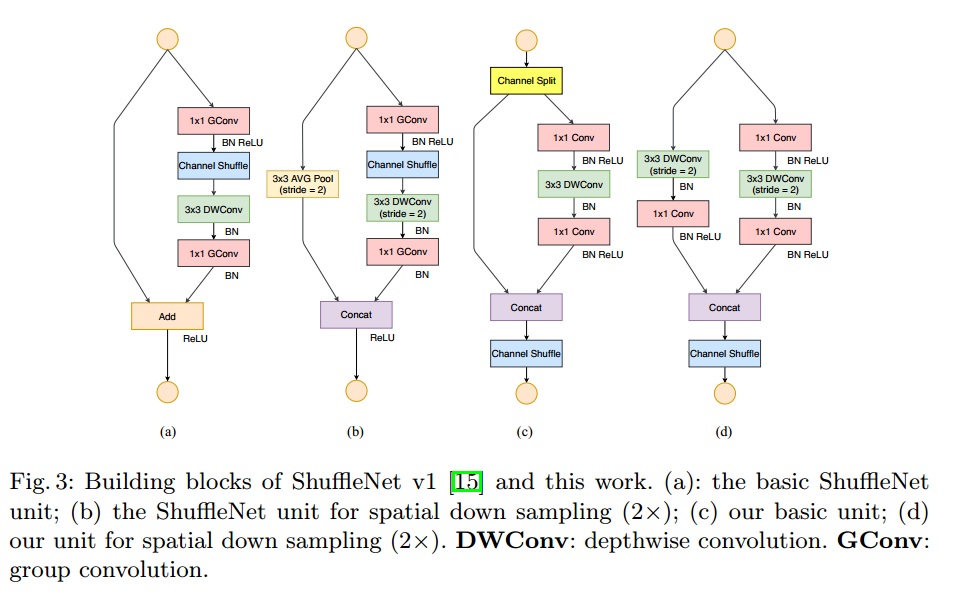 1x1 GConv
BN ReLU
Channel Shuffle
3x3 DWConv
BN
1x1 GConv
BN
Add
ReLU
(a)
1x1 GConv
BN ReLU
Channel Shuffle
3x3 AVG Pool
(stride = 2)
3x3 DWConv
(stride = 2)
BN
1x1 GConv
BN
Concat
ReLU
(b)
Channel Split
1x1 Conv
BN ReLU
3x3 DWConv
BN
1x1 Conv
BN ReLU
Concat
Channel Shuffle
(c)
3x3 DWConv
(stride = 2)
BN
1x1 Conv
BN ReLU
1x1 Conv
BN ReLU
3x3 DWConv
(stride = 2)
BN
1x1 Conv
BN ReLU
Concat
Channel Shuffle
(d)
Fig. 3: Building blocks of ShuffleNet v1 [15] and this work. (a): the basic ShuffleNet
unit; (b) the ShuffleNet unit for spatial down sampling (2×); (c) our basic unit; (d)
our unit for spatial down sampling (2×). DWConv: depthwise convolution. GConv:
group convolution.